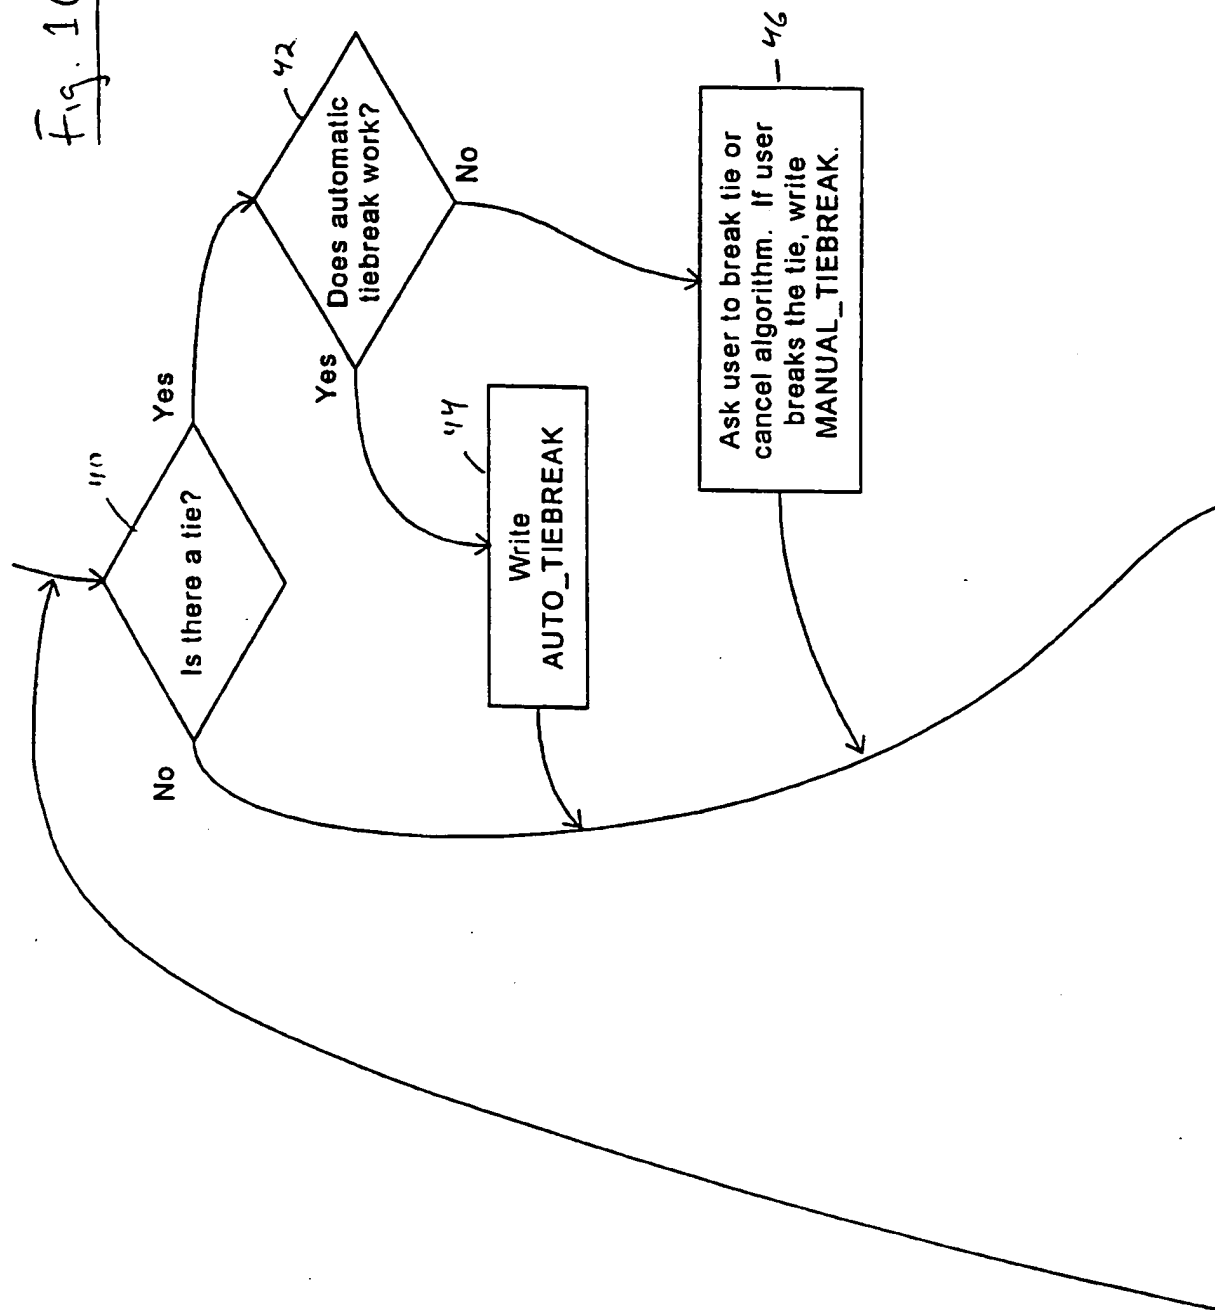 40
Is there a tie?
Yes
No
42
Does automatic
tiebreak work?
Yes
No
44
Write
AUTO_TIEBREAK
46
Ask user to break tie or
cancel algorithm. If user
breaks the tie, write
MANUAL_TIEBREAK.
Fig.